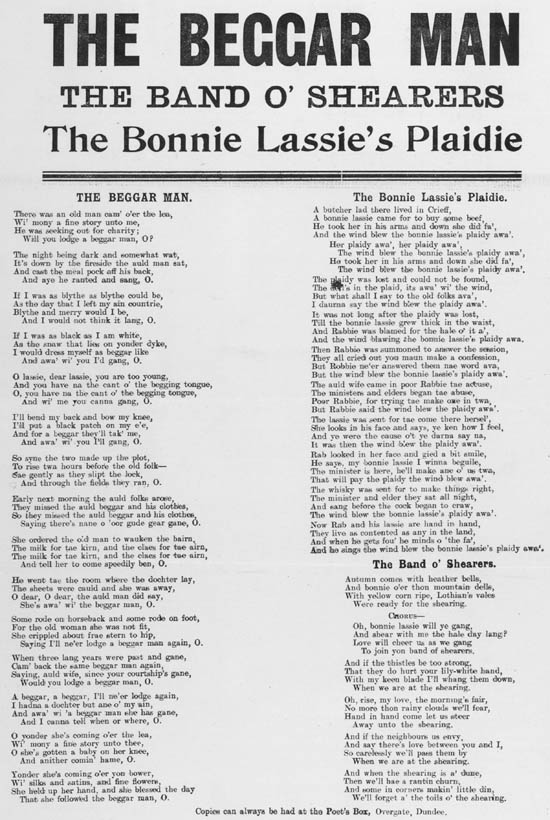 THE BEGGAR MAN
THE BAND O' SHEARERS
The Bonnie Lassie's Plaidie
THE BEGGAR MAN.
There was an old man cam' o'er the lea,
Wi' mony a fine story unto me,
He was seeking out for charity;
Will you lodge a beggar man, O?
The night being dark and somewhat wat,
It's down by the fireside the auld man sat,
And cast the meal pock aff his back,
And aye he ranted and sang, O.
If I was as blythe as blythe could be,
As the day that I left my ain countrie,
Blythe and merry would I be,
And I would not think it lang, O.
If I was as black as I am white,
As the snaw that lies on yonder dyke,
I would dress myself as beggar like
And awa' wi' you I'd gang, O.
O lassie, dear lassie, you are too young,
And you have na the cant o' the begging tongue,
O, you have na the cant o' the begging tongue,
And wi' me you canna gang, O.
I'll bend my back and bow my knee,
I'll put a black patch on my e'e,
And for a beggar they'll tak' me,
And awa' wi' you I'll gang, O.
So syne the two made up the plot,
To rise twa hours before the old folk—
Sae gently as they slipt the lock,
And through the fields they ran, O.
Early next morning the auld folks arose,
They missed the auld beggar and his clothes,
So they missed the auld beggar and his clothes,
Saying there's nane o 'oor gude gear gane, O.
She ordered the old man to wauken the bairn,
The milk for tae kirn, and the claes for tae airn,
The milk for tae kirn, and the claes for tae airn,
And tell her to come speedily ben, O.
He went tae the room where the dochter lay,
The sheets were cauld and she was away,
O dear, O dear, the auld man did say,
She's awa' wi' the beggar man, O.
Some rode on horseback and some rode on foot,
For the old woman she was not fit,
She crippled about frae stern to hip,
Saying I'll ne'er lodge a beggar again, O.
When three lang years were past and gane,
Cam' back the same beggar man again,
Saying, auld wife, since your courtship's gane,
Would you lodge a beggar man, O.
A beggar, a beggar, I'll ne'er lodge again,
I hadna a dochter but ane o' my ain,
And awa' wi 'a beggar man she has gane,
And I canna tell when or where, O.
O yonder she's coming o'er the lea,
Wi' mony a fine story unto thee,
O she's gotten a baby on her knee,
And anither comin' hame, O.
Yonder she's coming o'er yon bower,
Wi' silks and satins, and fine flowers,
She held up her hand, and she blessed the day
That she followed the beggar man, O.
The Bonnie Lassie's Plaidie.
A butcher lad there lived in Crieff,
A bonnie lassie came for to buy some beef,
He took her in his arms and down she did fa',
And the wind blew the bonnie lassie's plaidy awa'.
Her plaidy awa', her plaidy awa',
The wind blew the bonnie lassie's plaidy awa',
He took her in his arms and down she did fa',
The wind blew the bonnie lassie's plaidy awa'.
The plaidy was lost and could not be found,
The in the plaid, its awa' wi' the wind,
But what shall I say to the old folks ava',
I daurna say the wind blew the plaidy awa'.
It was not long after the plaidy was lost,
Till the bonnie lassie grew thick in the waist,
And Rabbie was blamed for the hale o' it a',
And the wind blawing the bonnie lassie's plaidy awa.
Then Rabbie was summoned to answer the session,
They all cried out you maun make a confession,
But Robbie ne'er answered them nae word ava,
But the wind blew the bonnie lassie's plaidy awa'.
The auld wife came in poor Rabbie tae accuse,
The ministers and elders began tae abuse,
Poor Rabbie, for trying tae make one in twa,
But Rabbie said the wind blew the plaidy awa'.
The lassie was sent for tae come there hersel',
She looks in his face and says, ye ken how I feel,
And ye were the cause o't ye darna say na,
It was then the wind blew the plaidy awa'.
Rab looked in her face and gied a bit smile,
He says, my bonnie lassie I winna beguile,
The minister is here, he'll make ane o' us twa,
That will pay the plaidy the wind blew awa'.
The whisky was sent for to make things right,
The minister and elder they sat all night,
And sang before the cock began to craw,
The wind blew the bonnie lassie's plaidy awa'.
Now Rab and his lassie are hand in hand,
They live as contented as any in the land,
And when he gets fou' he minds o 'the fa',
And he sings the wind blew the bonnie lassie's plaidy awa'.
The Band o' Shearers.
Autumn comes with heather bells,
And bonnie o'er thon mountain dells,
With yellow corn ripe, Lothian's vales
Were ready for the shearing.
CHORUS—
Oh, bonnie lassie will ye gang,
And shear with me the hale day lang?
Love will cheer us as we gang
To join yon band of shearers.
And if the thistles be too strong,
That they do hurt your lily-white hand,
With my keen blade I'll whang them down,
When we are at the shearing.
Oh, rise, my love, the morning's fair,
No more thon rainy clouds we'll fear,
Hand in hand come let us steer
Away unto the shearing.
And if the neighbours us envy,
And say there's love between you and I,
So carelessly we'll pass them by
When we are at the shearing.
And when the shearing is a' dune,
Then we'll hae a rantin churn,
And some in corners makin' little din,
We'll forget a' the toils o' the shearing.
Copies can always be had at the Poet's Box, Overgate, Dundee.